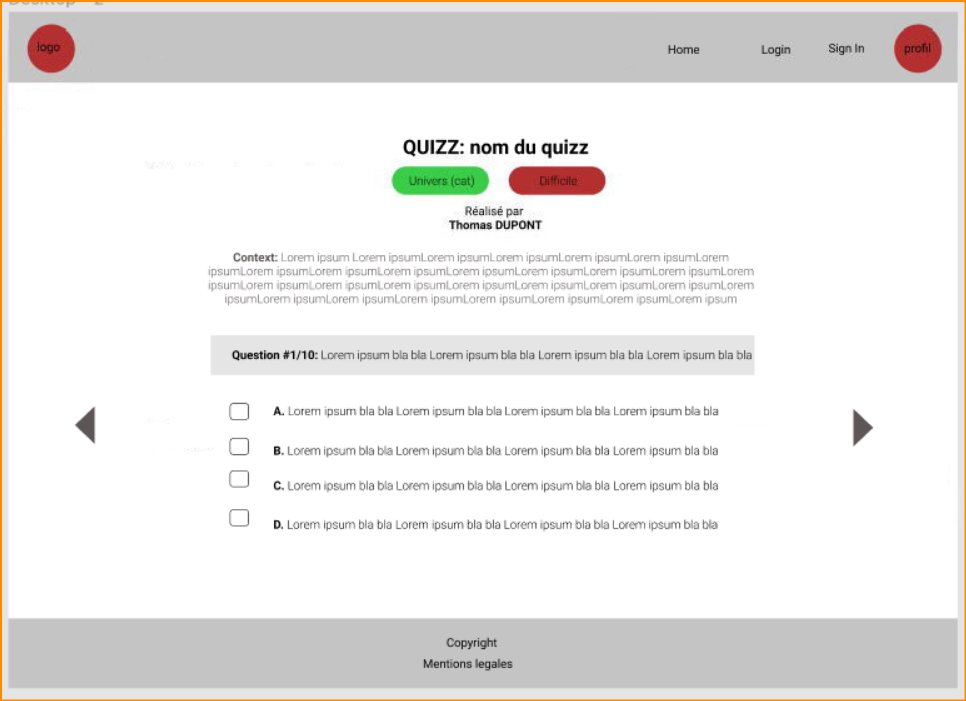 Desktop - 2
logo
Home
Login
Sign In
profil
QUIZZ: nom du quizz
Univers (cat)
Difficile
Réalisé par
Thomas DUPONT
Context: Lorem ipsum Lorem ipsumLorem ipsumLorem ipsumLorem ipsumLorem ipsumLorem
ipsumLorem ipsumLorem ipsumLorem ipsumLorem ipsumLorem ipsumLorem ipsumLorem ipsumLorem
ipsumLorem ipsumLorem ipsumLorem ipsumLorem ipsumLorem ipsumLorem ipsumLorem ipsumLorem
ipsumLorem ipsumLorem ipsumLorem ipsumLorem ipsumLorem ipsumLorem ipsumLorem ipsum
Question #1/10: Lorem ipsum bla bla Lorem ipsum bla bla Lorem ipsum bla bla Lorem ipsum bla bla
A. Lorem ipsum bla bla Lorem ipsum bla bla Lorem ipsum bla bla Lorem ipsum bla bla
B. Lorem ipsum bla bla Lorem ipsum bla bla Lorem ipsum bla bla Lorem ipsum bla bla
C. Lorem ipsum bla bla Lorem ipsum bla bla Lorem ipsum bla bla Lorem ipsum bla bla
D. Lorem ipsum bla bla Lorem ipsum bla bla Lorem ipsum bla bla Lorem ipsum bla bla
Copyright
Mentions legales